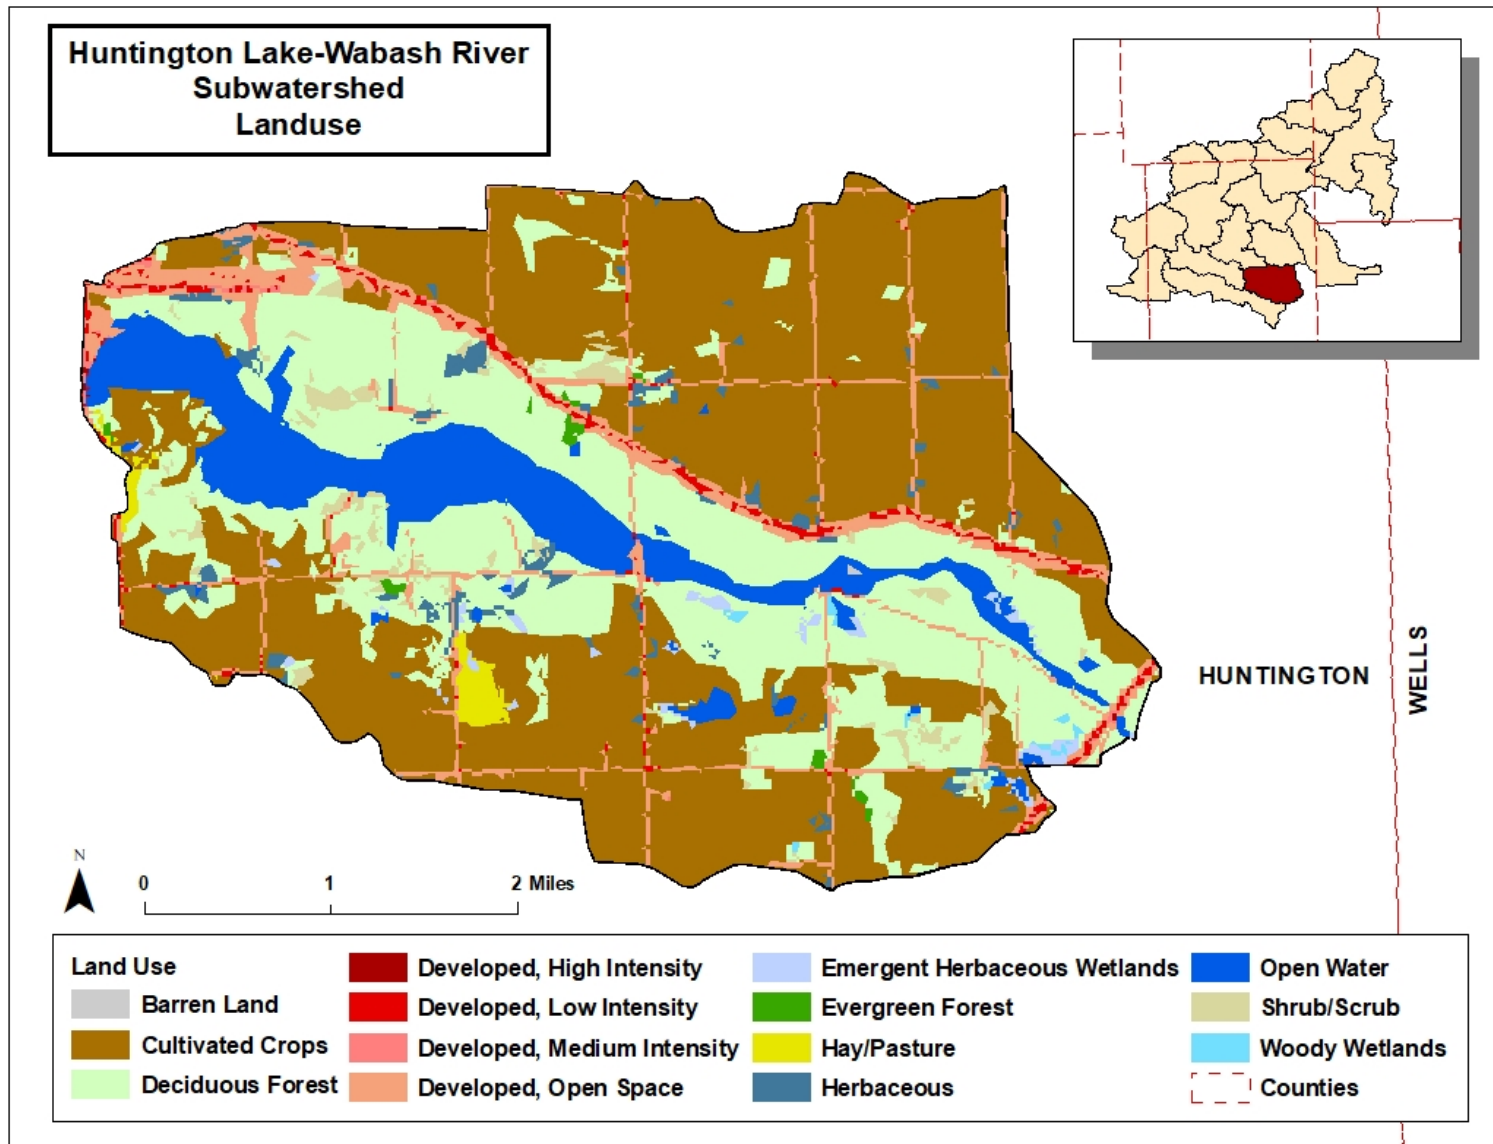 Huntington Lake-Wabash River
Subwatershed
Landuse
HUNTINGTON
WELLS
N
0 1 2 Miles
Land Use
Barren Land
Cultivated Crops
Deciduous Forest
Developed, High Intensity
Developed, Low Intensity
Developed, Medium Intensity
Developed, Open Space
Emergent Herbaceous Wetlands
Evergreen Forest
Hay/Pasture
Herbaceous
Open Water
Shrub/Scrub
Woody Wetlands
Counties